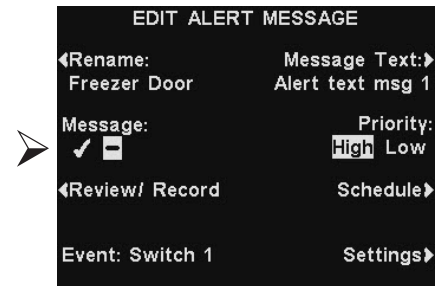 EDIT ALERT MESSAGE
Rename: Message Text:
Freezer Door Alert text msg 1
Message: Priority:
✓ – High Low
Review/ Record Schedule
Event: Switch 1 Settings